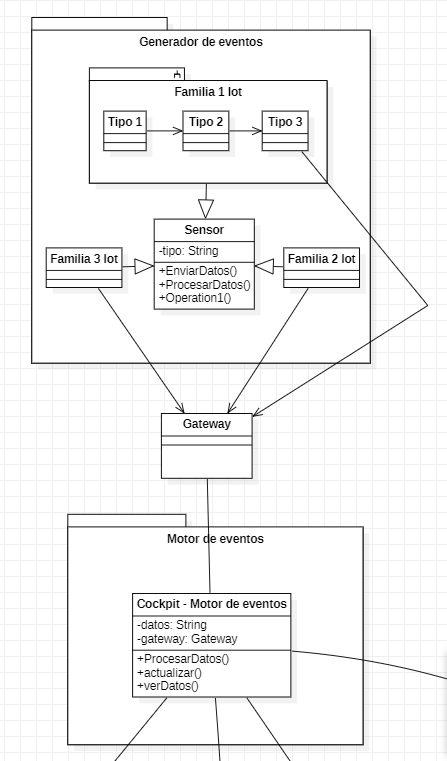 Generador de eventos
Familia 1 Iot
Tipo 1
Tipo 2
Tipo 3
Sensor
-tipo: String
+EnviarDatos()
+ProcesarDatos()
+Operation1()
Familia 3 Iot
Familia 2 Iot
Gateway
Motor de eventos
Cockpit - Motor de eventos
-datos: String
-gateway: Gateway
+ProcesarDatos()
+actualizar()
+verDatos()